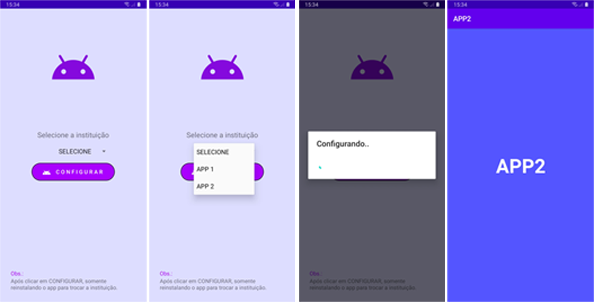 15:34
Selecione a instituição
SELECIONE
CONFIGURAR
Obs.:
Após clicar em CONFIGURAR, somente
reinstalando o app para trocar a instituição.
15:34
Selecione a instituição
SELECIONE
APP 1
APP 2
Obs.:
Após clicar em CONFIGURAR, somente
reinstalando o app para trocar a instituição.
15:34
Configurando..
Obs.:
Após clicar em CONFIGURAR, somente
reinstalando o app para trocar a instituição.
15:34
APP2
APP2